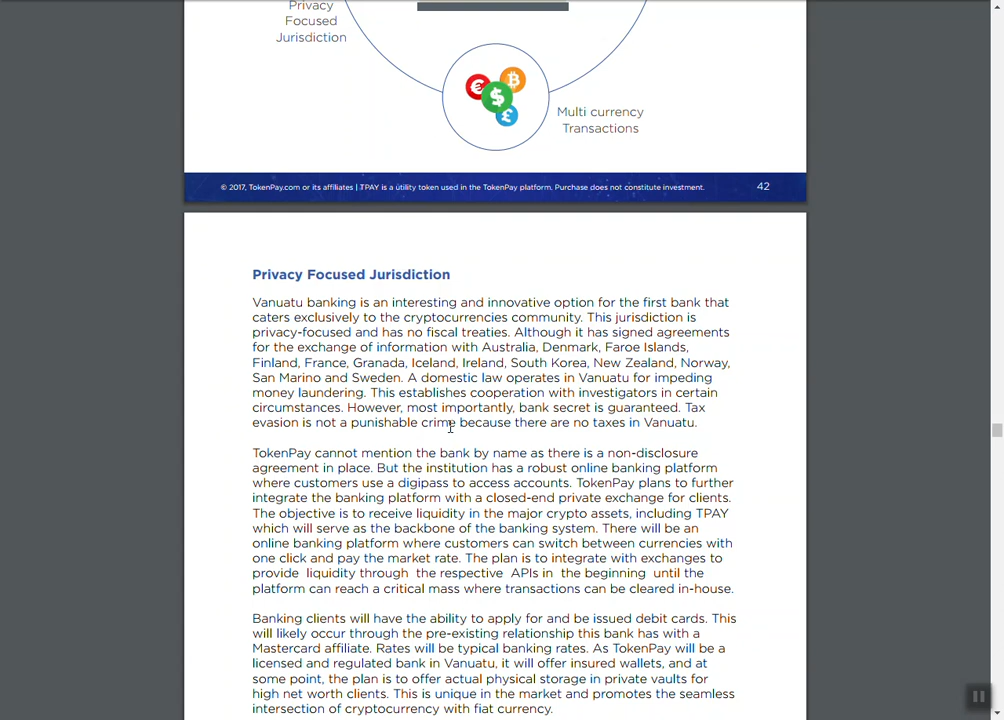 Privacy
Focused
Jurisdiction
Multi currency
Transactions
© 2017, TokenPay.com or its affiliates | TPAY is a utility token used in the TokenPay platform. Purchase does not constitute investment.
42
Privacy Focused Jurisdiction
Vanuatu banking is an interesting and innovative option for the first bank that
caters exclusively to the cryptocurrencies community. This jurisdiction is
privacy-focused and has no fiscal treaties. Although it has signed agreements
for the exchange of information with Australia, Denmark, Faroe Islands,
Finland, France, Granada, Iceland, Ireland, South Korea, New Zealand, Norway,
San Marino and Sweden. A domestic law operates in Vanuatu for impeding
money laundering. This establishes cooperation with investigators in certain
circumstances. However, most importantly, bank secret is guaranteed. Tax
evasion is not a punishable crime because there are no taxes in Vanuatu.
TokenPay cannot mention the bank by name as there is a non-disclosure
agreement in place. But the institution has a robust online banking platform
where customers use a digipass to access accounts. TokenPay plans to further
integrate the banking platform with a closed-end private exchange for clients.
The objective is to receive liquidity in the major crypto assets, including TPAY
which will serve as the backbone of the banking system. There will be an
online banking platform where customers can switch between currencies with
one click and pay the market rate. The plan is to integrate with exchanges to
provide liquidity through the respective APIs in the beginning until the
platform can reach a critical mass where transactions can be cleared in-house.
Banking clients will have the ability to apply for and be issued debit cards. This
will likely occur through the pre-existing relationship this bank has with a
Mastercard affiliate. Rates will be typical banking rates. As TokenPay will be a
licensed and regulated bank in Vanuatu, it will offer insured wallets, and at
some point, the plan is to offer actual physical storage in private vaults for
high net worth clients. This is unique in the market and promotes the seamless
intersection of cryptocurrency with fiat currency.